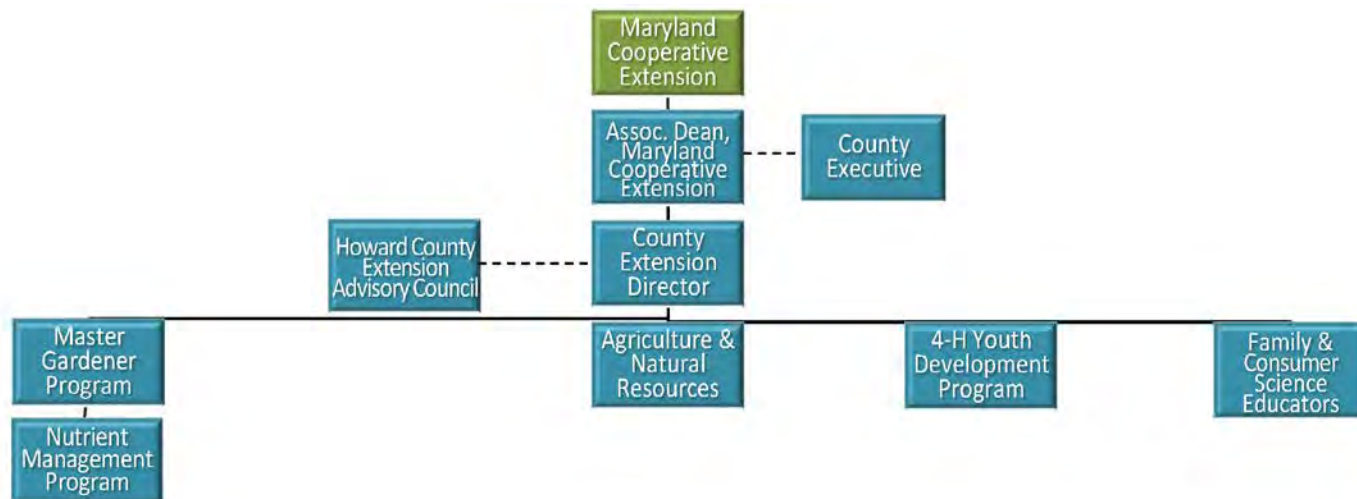 Maryland
Cooperative
Extension
Assoc. Dean,
Maryland
Cooperative
Extension
County
Executive
Howard County
Extension
Advisory Council
County
Extension
Director
Master
Gardener
Program
Agriculture &
Natural
Resources
4-H Youth
Development
Program
Family &
Consumer
Science
Educators
Nutrient
Management
Program